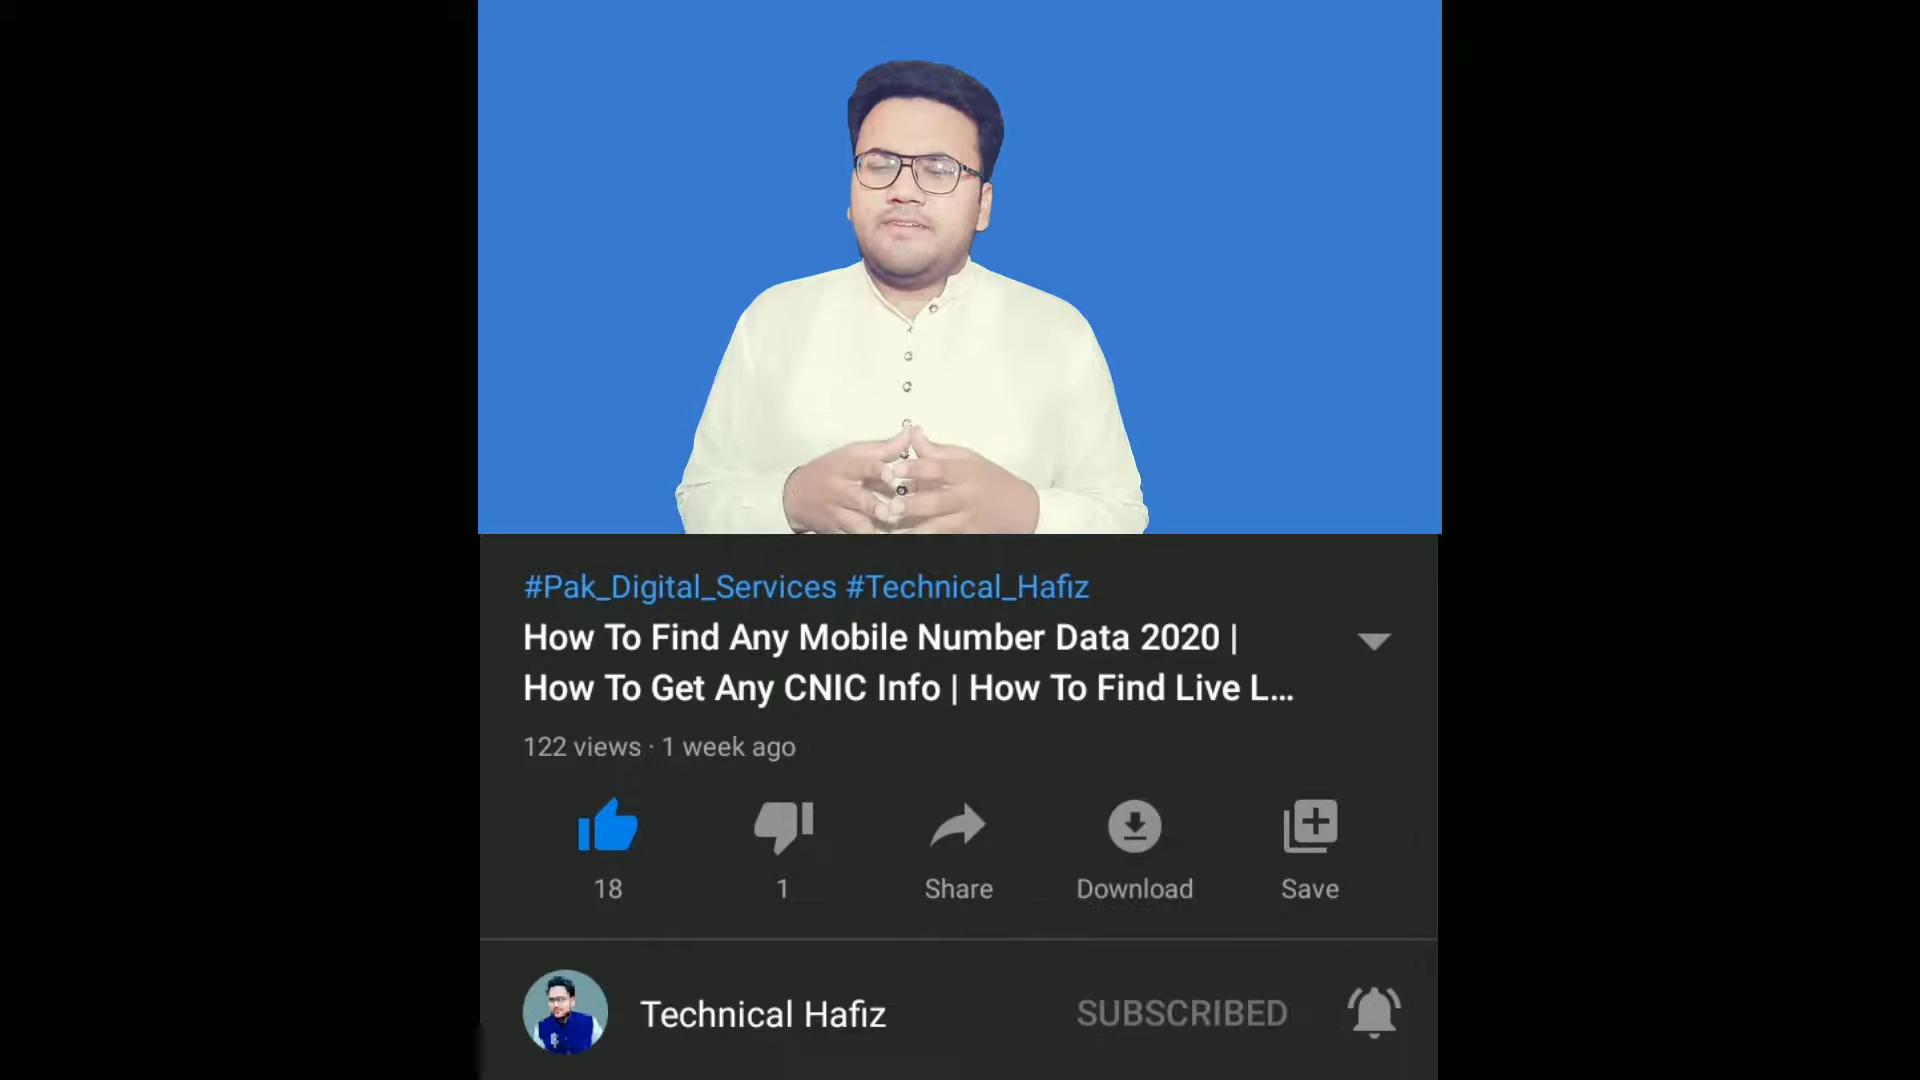 #Pak_Digital_Services #Technical_Hafiz
How To Find Any Mobile Number Data 2020 |
How To Get Any CNIC Info | How To Find Live L...
122 views · 1 week ago
18
1
Share
Download
Save
Technical Hafiz
SUBSCRIBED